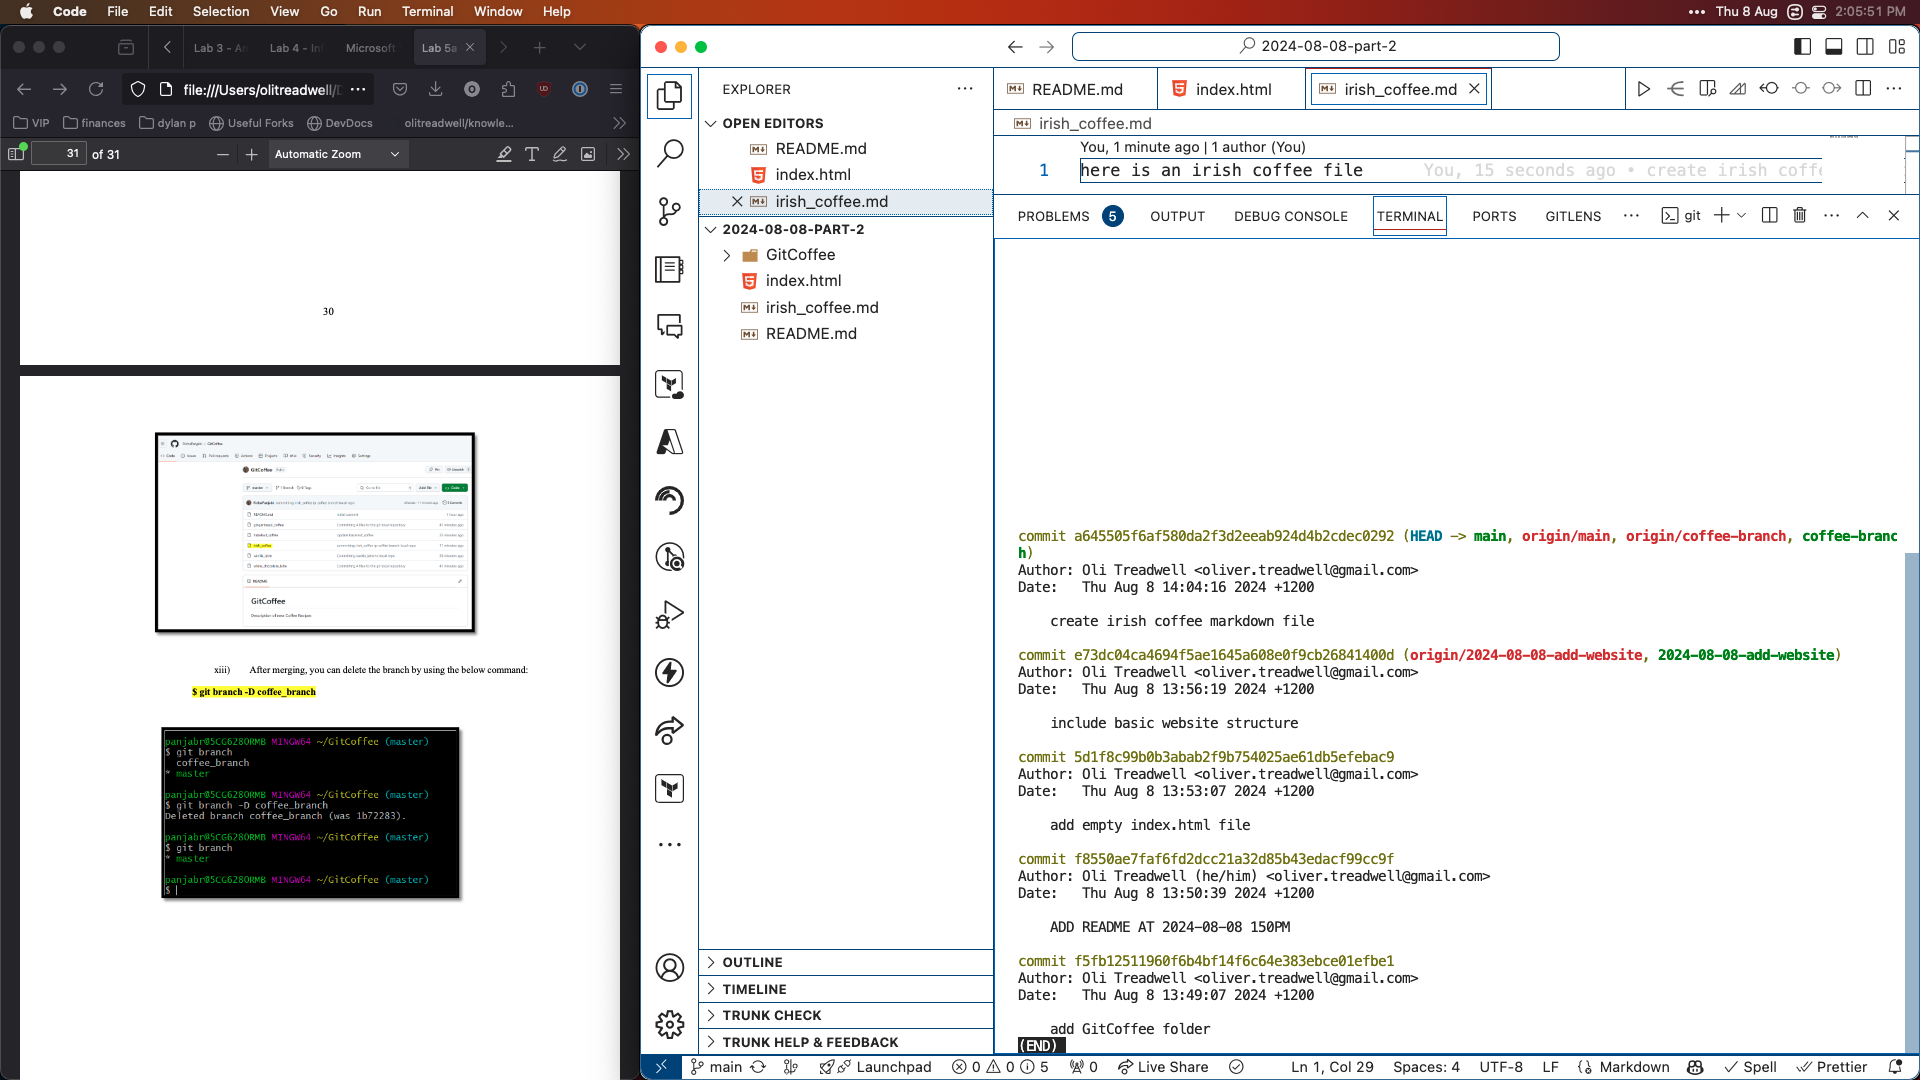 Code File Edit Selection View Go Run Terminal Window Help
Thu 8 Aug 2:05:51 PM
Lab 3 - A
Lab 4 - In
Microsoft
Lab 5a
file:///Users/olitreadwell/
VIP finances dylan p Useful Forks DevDocs olitreadwell/knowle...
31 of 31
Automatic Zoom
30
GitCoffee
README
GitCoffee
xiii) After merging, you can delete the branch by using the below command:
$ git branch -D coffee_branch
panjabr@5CG6280RMB MINGW64 ~/GitCoffee (master)
$ git branch
coffee_branch
* master
panjabr@5CG6280RMB MINGW64 ~/GitCoffee (master)
$ git branch -D coffee_branch
Deleted branch coffee_branch (was 1b72283).
panjabr@5CG6280RMB MINGW64 ~/GitCoffee (master)
$ git branch
* master
panjabr@5CG6280RMB MINGW64 ~/GitCoffee (master)
$
2024-08-08-part-2
EXPLORER
OPEN EDITORS
README.md
index.html
irish_coffee.md
2024-08-08-PART-2
GitCoffee
index.html
irish_coffee.md
README.md
OUTLINE
TIMELINE
TRUNK CHECK
TRUNK HELP & FEEDBACK
README.md index.html irish_coffee.md
irish_coffee.md
You, 1 minute ago | 1 author (You)
1 here is an irish coffee file You, 15 seconds ago • create irish coffe
PROBLEMS 5 OUTPUT DEBUG CONSOLE TERMINAL PORTS GITLENS git
commit a645505f6af580da2f3d2eeab924d4b2cdec0292 (HEAD -> main, origin/main, origin/coffee-branch, coffee-branc
h)
Author: Oli Treadwell <oliver.treadwell@gmail.com>
Date: Thu Aug 8 14:04:16 2024 +1200
create irish coffee markdown file
commit e73dc04ca4694f5ae1645a608e0f9cb26841400d (origin/2024-08-08-add-website, 2024-08-08-add-website)
Author: Oli Treadwell <oliver.treadwell@gmail.com>
Date: Thu Aug 8 13:56:19 2024 +1200
include basic website structure
commit 5d1f8c99b0b3abab2f9b754025ae61db5efebac9
Author: Oli Treadwell <oliver.treadwell@gmail.com>
Date: Thu Aug 8 13:53:07 2024 +1200
add empty index.html file
commit f8550ae7faf6fd2dcc21a32d85b43edacf99cc9f
Author: Oli Treadwell (he/him) <oliver.treadwell@gmail.com>
Date: Thu Aug 8 13:50:39 2024 +1200
ADD README AT 2024-08-08 150PM
commit f5fb12511960f6b4bf14f6c64e383ebce01efbe1
Author: Oli Treadwell <oliver.treadwell@gmail.com>
Date: Thu Aug 8 13:49:07 2024 +1200
add GitCoffee folder
(END)
main Launchpad 0 0 5 0 Live Share Ln 1, Col 29 Spaces: 4 UTF-8 LF Markdown Spell Prettier